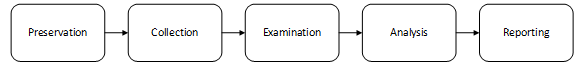 Preservation
Collection
Examination
Analysis
Reporting